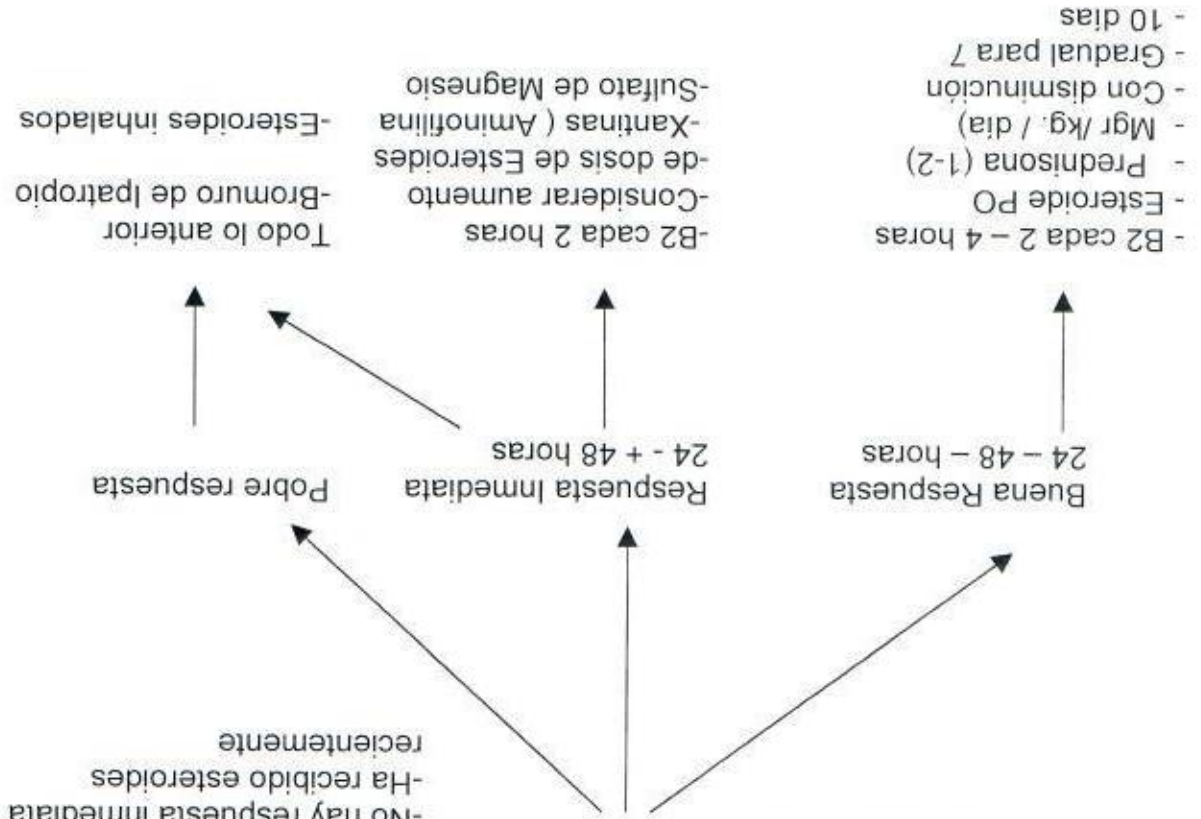 -No hay respuesta inmediata
-Ha recibido esteroides
recientemente
Buena Respuesta
24 – 48 – horas
Respuesta Inmediata
24 - + 48 horas
Pobre respuesta
- B2 cada 2 – 4 horas
- Esteroide PO
- Prednisona (1-2)
- Mgr /kg. / día)
- Con disminución
- Gradual para 7
- 10 días
-B2 cada 2 horas
-Considerar aumento
-de dosis de Esteroides
-Xantinas ( Aminofilina
-Sulfato de Magnesio
Todo lo anterior
-Bromuro de Ipatropio
-Esteroides inhalados